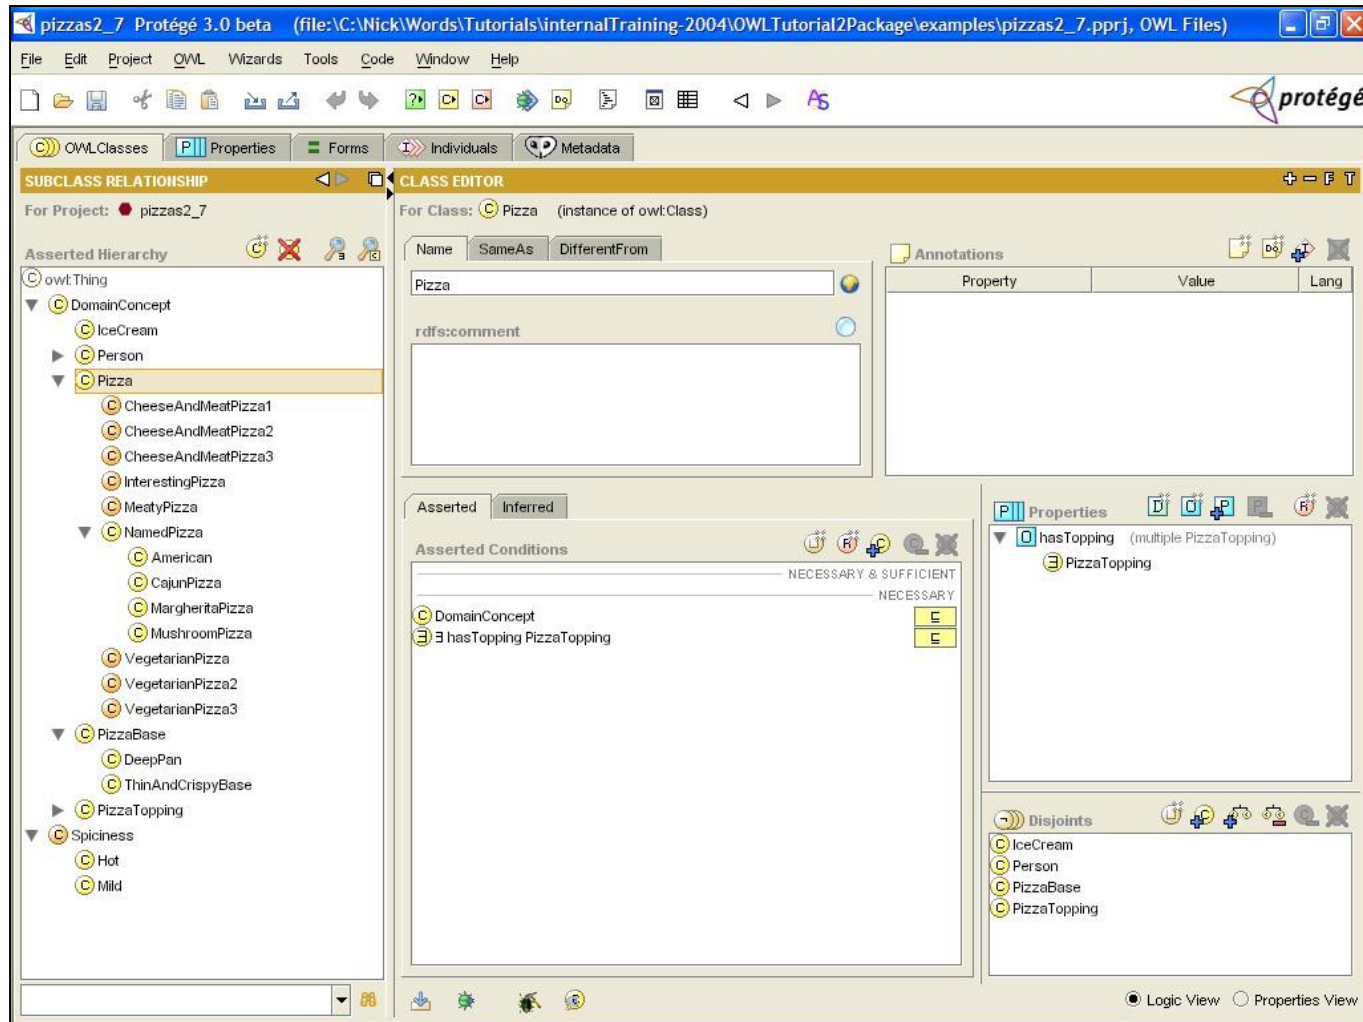 pizzas2_7 Protégé 3.0 beta (file:\C:\Nick\Words\Tutorials\InternalTraining-2004\OWLTutorial2Package\examples\pizzas2_7.pprj, OWL Files)
File Edit Project OWL Wizards Tools Code Window Help
protégé
OWLClasses Properties Forms Individuals Metadata
SUBCLASS RELATIONSHIP
For Project: pizzas2_7
Asserted Hierarchy
owl:Thing
DomainConcept
IceCream
Person
Pizza
CheeseAndMeatPizza1
CheeseAndMeatPizza2
CheeseAndMeatPizza3
InterestingPizza
MeatyPizza
NamedPizza
American
CajunPizza
MargheritaPizza
MushroomPizza
VegetarianPizza
VegetarianPizza2
VegetarianPizza3
PizzaBase
DeepPan
ThinAndCrispyBase
PizzaTopping
Spiciness
Hot
Mild
CLASS EDITOR
For Class: Pizza (instance of owl:Class)
Name SameAs DifferentFrom
Pizza
rdfs:comment
Annotations
Property Value Lang
Asserted Inferred
Asserted Conditions
NECESSARY & SUFFICIENT
NECESSARY
DomainConcept ⊑
∃ hasTopping PizzaTopping ⊑
Properties
hasTopping (multiple PizzaTopping)
PizzaTopping
Disjoints
IceCream
Person
PizzaBase
PizzaTopping
Logic View Properties View